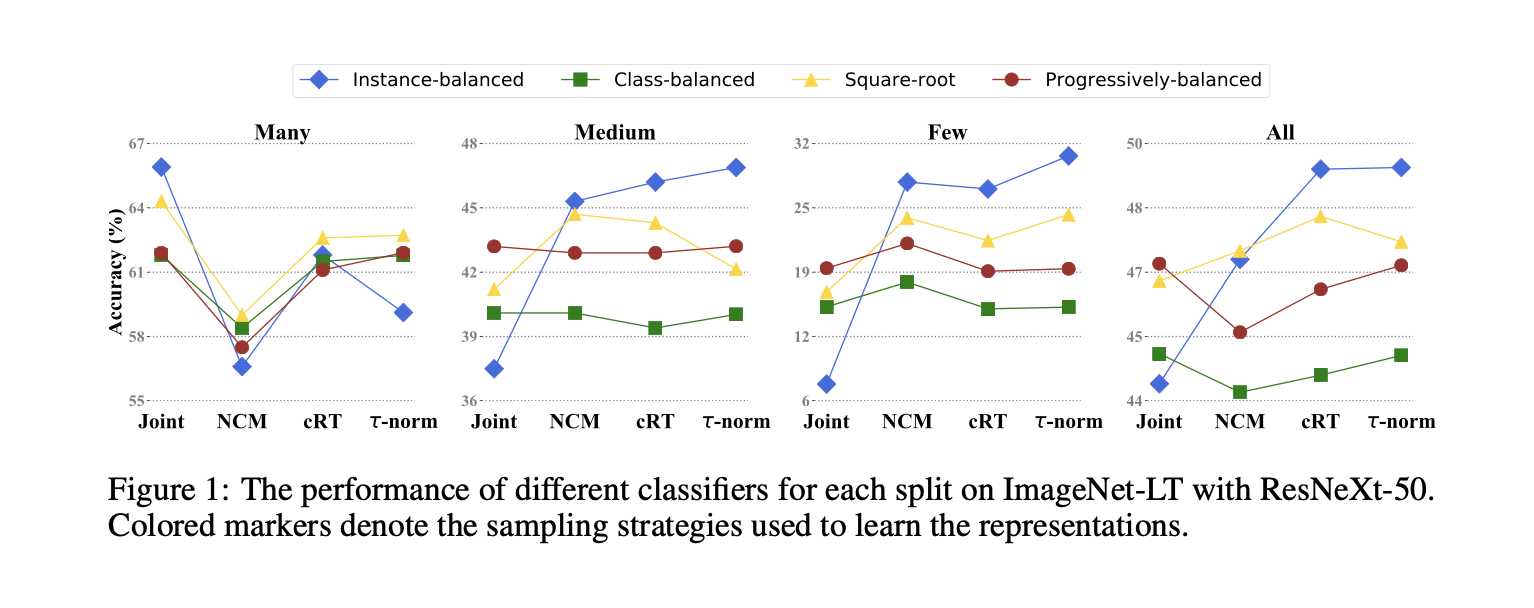 Instance-balanced Class-balanced Square-root Progressively-balanced
Many Medium Few All
Accuracy (%)
67 64 61 58 55
Joint NCM cRT τ-norm
48 45 42 39 36
Joint NCM cRT τ-norm
32 25 19 12 6
Joint NCM cRT τ-norm
50 48 47 45 44
Joint NCM cRT τ-norm
Figure 1: The performance of different classifiers for each split on ImageNet-LT with ResNeXt-50.
Colored markers denote the sampling strategies used to learn the representations.